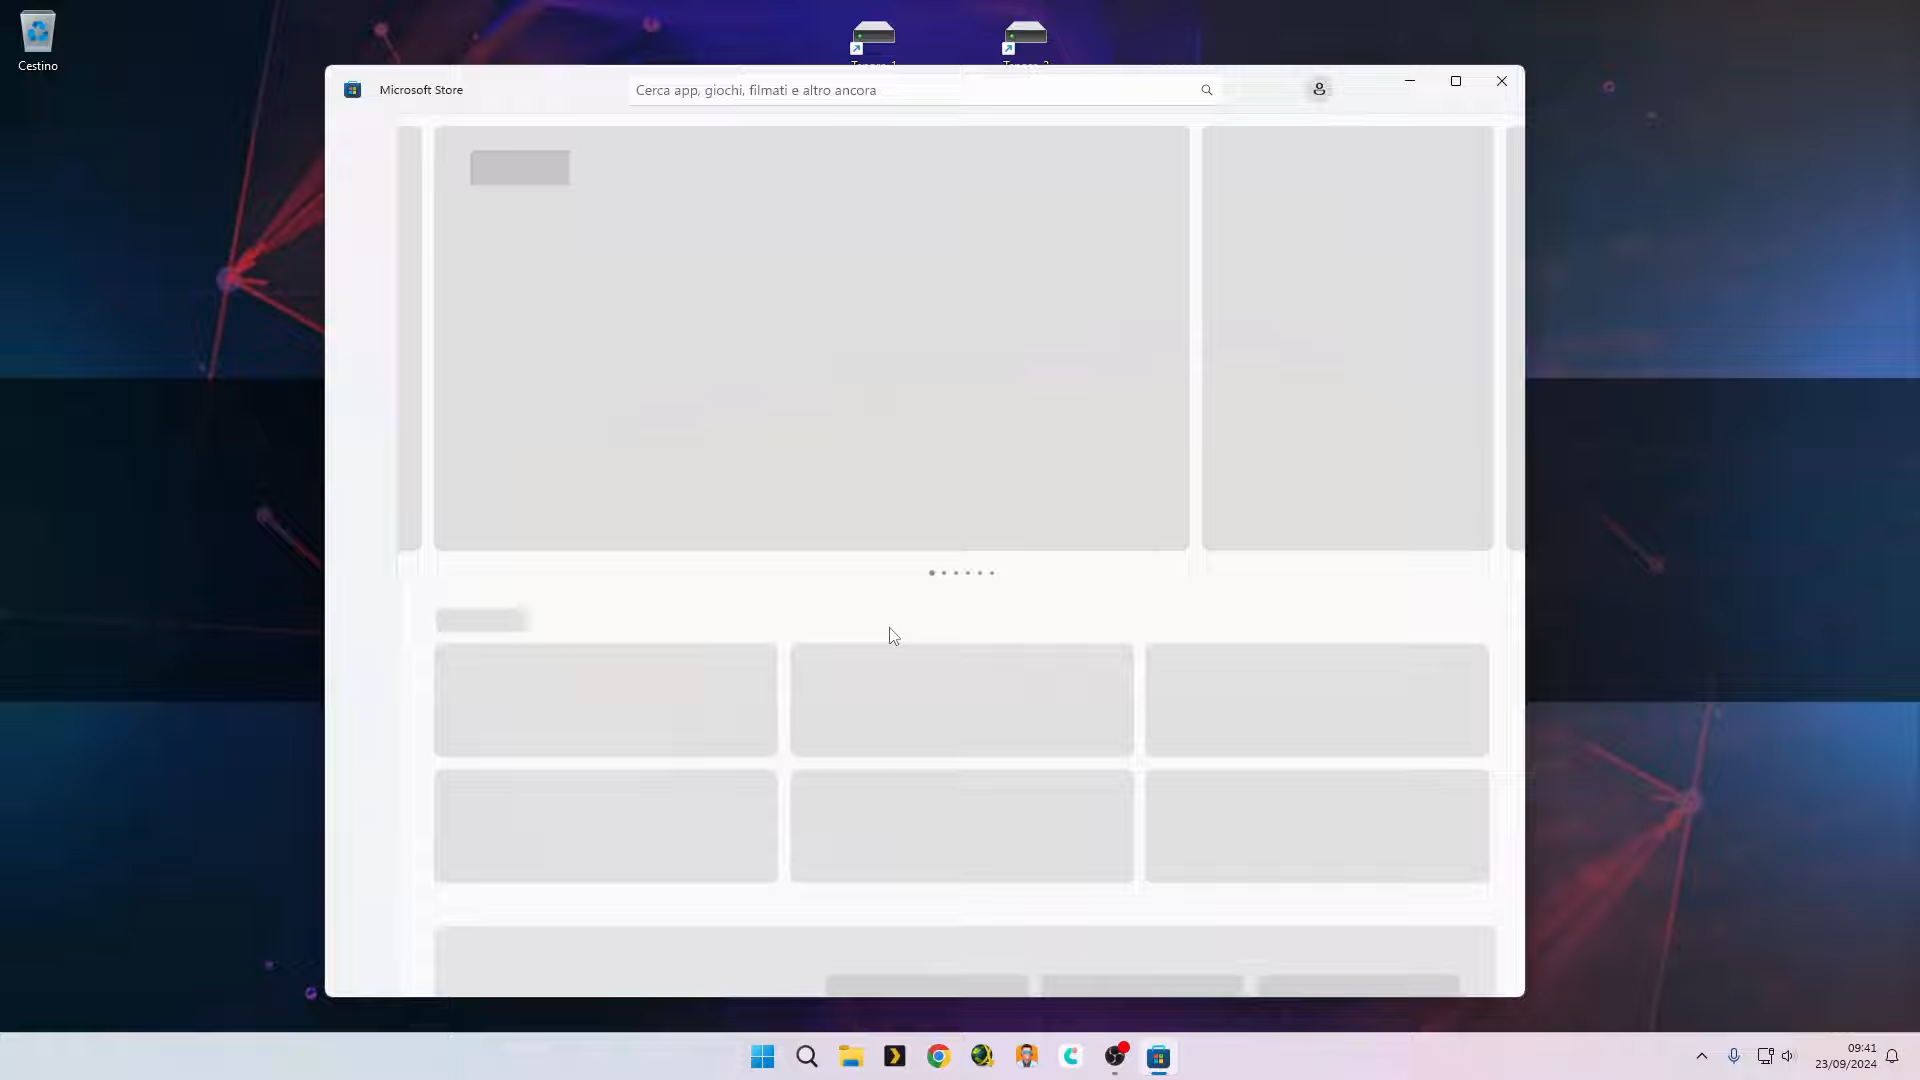 Cestino
Microsoft Store
Cerca app, giochi, filmati e altro ancora
09:41
23/09/2024